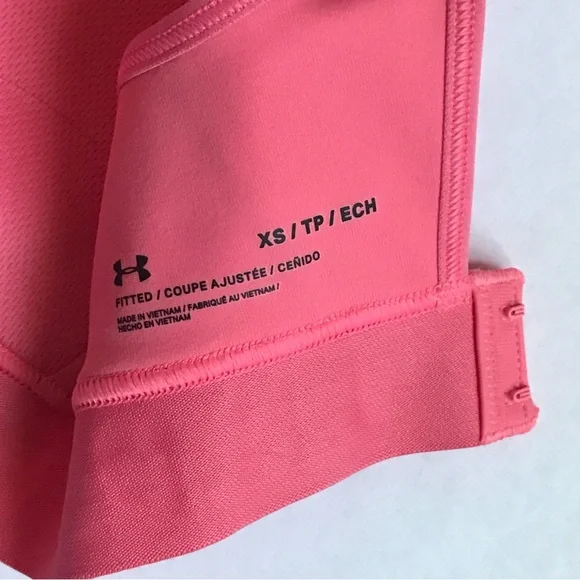 XS / TP / ECH
FITTED / COUPE AJUSTÉE / CEÑIDO
MADE IN VIETNAM / FABRIQUÉ AU VIETNAM /
HECHO EN VIETNAM